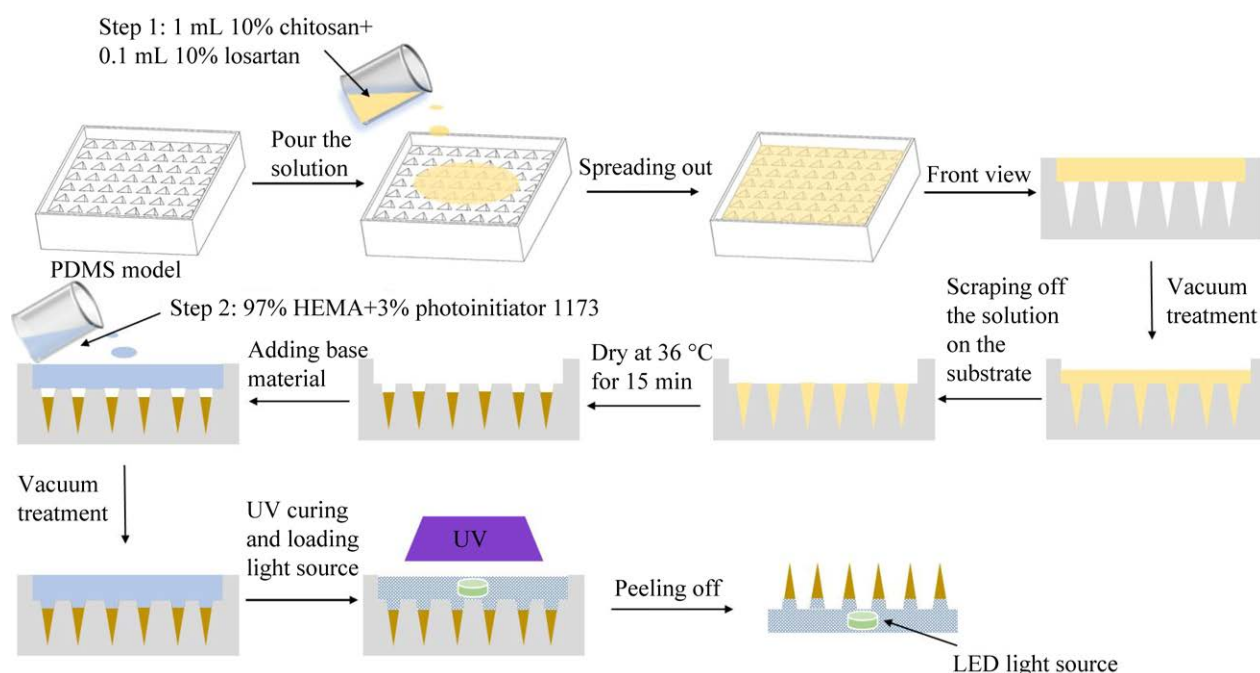 Step 1: 1 mL 10% chitosan+
0.1 mL 10% losartan
Pour the
solution
Spreading out
Front view
PDMS model
Vacuum
treatment
Scraping off
the solution
on the
substrate
Dry at 36 °C
for 15 min
Adding base
material
Step 2: 97% HEMA+3% photoinitiator 1173
Vacuum
treatment
UV curing
and loading
light source
UV
Peeling off
LED light source